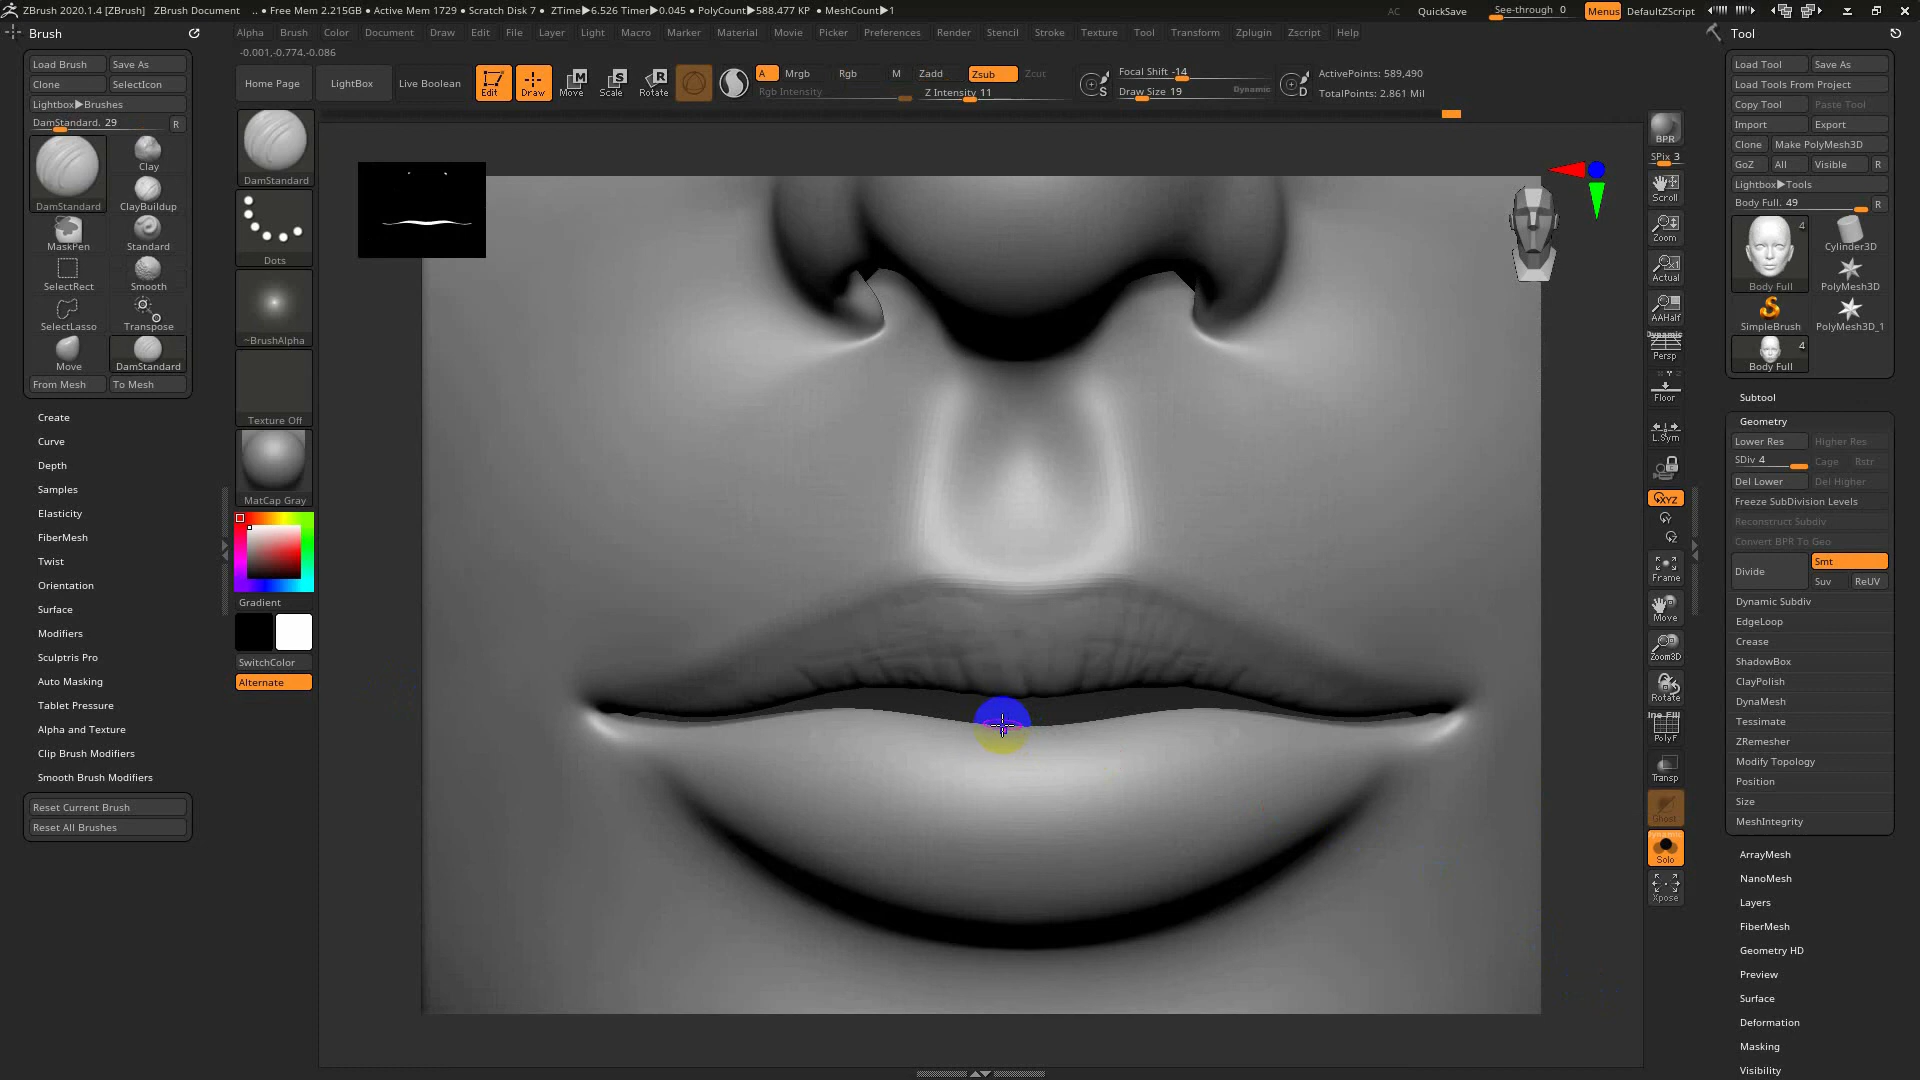 ZBrush 2020.1.4 [ZBrush] ZBrush Document .. ● Free Mem 2.215GB ● Active Mem 1729 ● Scratch Disk 7 ● ZTime▶6.526 Timer▶0.045 ● PolyCount▶588.477 KP ● MeshCount▶1 AC QuickSave See-through 0 Menus DefaultZScript
Brush Alpha Brush Color Document Draw Edit File Layer Light Macro Marker Material Movie Picker Preferences Render Stencil Stroke Texture Tool Transform Zplugin Zscript Help Tool
-0.001,-0.774,-0.086
Load Brush Save As
Clone SelectIcon
Lightbox▶Brushes
DamStandard. 29 R
Clay
DamStandard ClayBuildup
MaskPen Standard
SelectRect Smooth
SelectLasso Transpose
Move DamStandard
From Mesh To Mesh
Create
Curve
Depth
Samples
Elasticity
FiberMesh
Twist
Orientation
Surface
Modifiers
Sculptris Pro
Auto Masking
Tablet Pressure
Alpha and Texture
Clip Brush Modifiers
Smooth Brush Modifiers
Reset Current Brush
Reset All Brushes
Home Page LightBox Live Boolean Edit Draw Move Scale Rotate
A Mrgb Rgb M Zadd Zsub Zcut
Rgb Intensity Z Intensity 11
S Focal Shift -14
Draw Size 19 Dynamic
D ActivePoints: 589,490
TotalPoints: 2.861 Mil
DamStandard
Dots
~BrushAlpha
Texture Off
MatCap Gray
Gradient
SwitchColor
Alternate
BPR
SPix 3
Scroll
Zoom
Actual
AAHalf
Dynamic
Persp
Floor
L.Sym
XYZ
Y
Z
Frame
Move
Zoom3D
Rotate
Line Fill
PolyF
Transp
Ghost
Dynamic
Solo
Xpose
Load Tool Save As
Load Tools From Project
Copy Tool Paste Tool
Import Export
Clone Make PolyMesh3D
GoZ All Visible R
Lightbox▶Tools
Body Full. 49 R
4
Cylinder3D
Body Full PolyMesh3D
SimpleBrush PolyMesh3D_1
4
Body Full
Subtool
Geometry
Lower Res Higher Res
SDiv 4 Cage Rstr
Del Lower Del Higher
Freeze SubDivision Levels
Reconstruct Subdiv
Convert BPR To Geo
Divide Smt
Suv ReUV
Dynamic Subdiv
EdgeLoop
Crease
ShadowBox
ClayPolish
DynaMesh
Tessimate
ZRemesher
Modify Topology
Position
Size
MeshIntegrity
ArrayMesh
NanoMesh
Layers
FiberMesh
Geometry HD
Preview
Surface
Deformation
Masking
Visibility